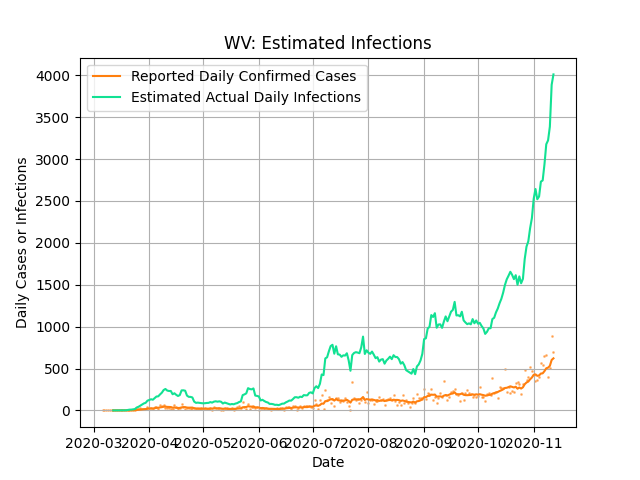 WV: Estimated Infections
Reported Daily Confirmed Cases
Estimated Actual Daily Infections
Daily Cases or Infections
4000
3500
3000
2500
2000
1500
1000
500
0
2020-03 2020-04 2020-05 2020-06 2020-07 2020-08 2020-09 2020-10 2020-11
Date